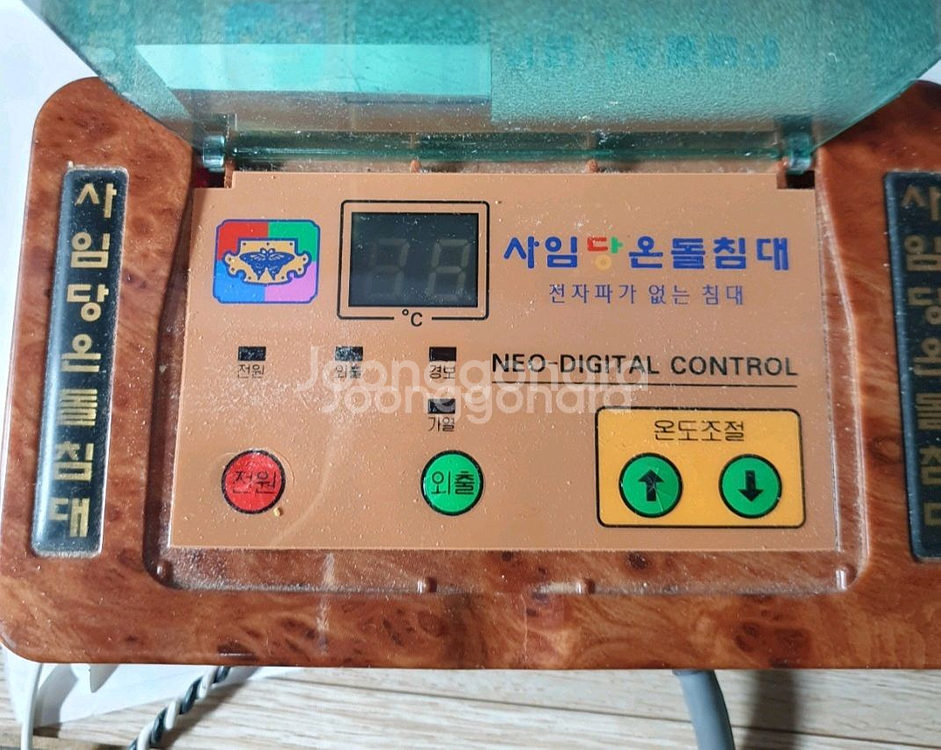 사임당온돌침대
사임당온돌침대
전자파가 없는 침대
°C
전원
외출
경보
NEO-DIGITAL CONTROL
Joonggonara
Joonggonara
가열
온도조절
전원
외출
사임당온돌침